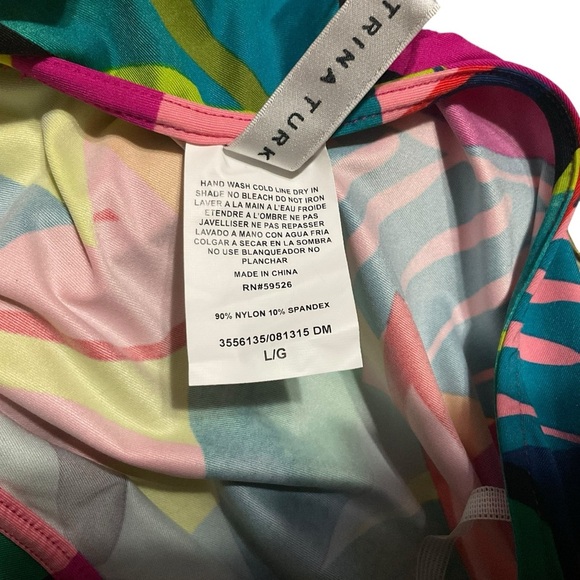 TRINA TURK
HAND WASH COLD LINE DRY IN
SHADE NO BLEACH DO NOT IRON
LAVER A LA MAIN A L'EAU FROIDE
ETENDRE A L'OMBRE NE PAS
JAVELLISER NE PAS REPASSER
LAVADO A MANO CON AGUA FRIA
COLGAR A SECAR EN LA SOMBRA
NO USE BLANQUEADOR NO
PLANCHAR
MADE IN CHINA
RN#59526
90% NYLON 10% SPANDEX
3556135/081315 DM
L/G